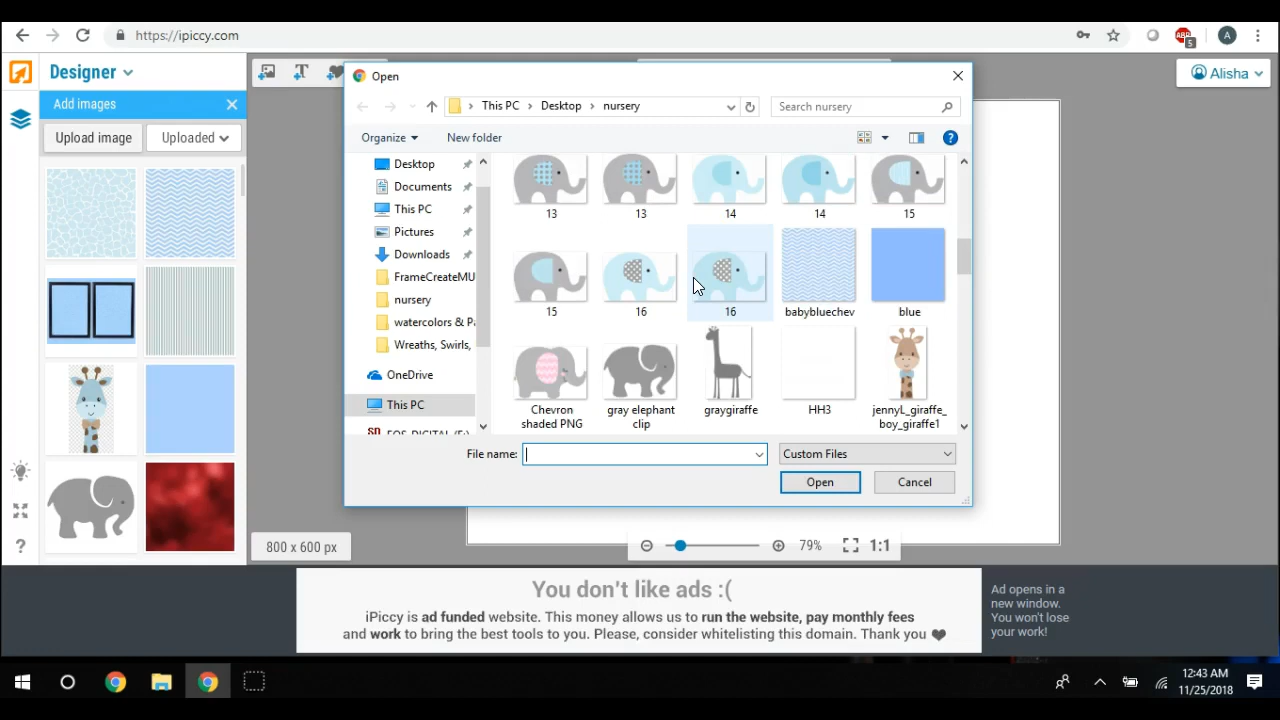 https://ipiccy.com
ABP
5
A
Designer
Alisha
Add images
Upload image
Uploaded
800 x 600 px
79%
1:1
Open
This PC
Desktop
nursery
Search nursery
Organize
New folder
Desktop
Documents
This PC
Pictures
Downloads
FrameCreateMU
nursery
watercolors & P
Wreaths, Swirls,
OneDrive
This PC
EOS_DIGITAL (F:)
13
13
14
14
15
15
16
16
babybluechev
blue
Chevron
shaded PNG
gray elephant
clip
graygiraffe
HH3
jennyL_giraffe_
boy_giraffe1
File name:
Custom Files
Open
Cancel
You don't like ads :(
iPiccy is ad funded website. This money allows us to run the website, pay monthly fees
and work to bring the best tools to you. Please, consider whitelisting this domain. Thank you
Ad opens in a
new window.
You won't lose
your work!
12:43 AM
11/25/2018